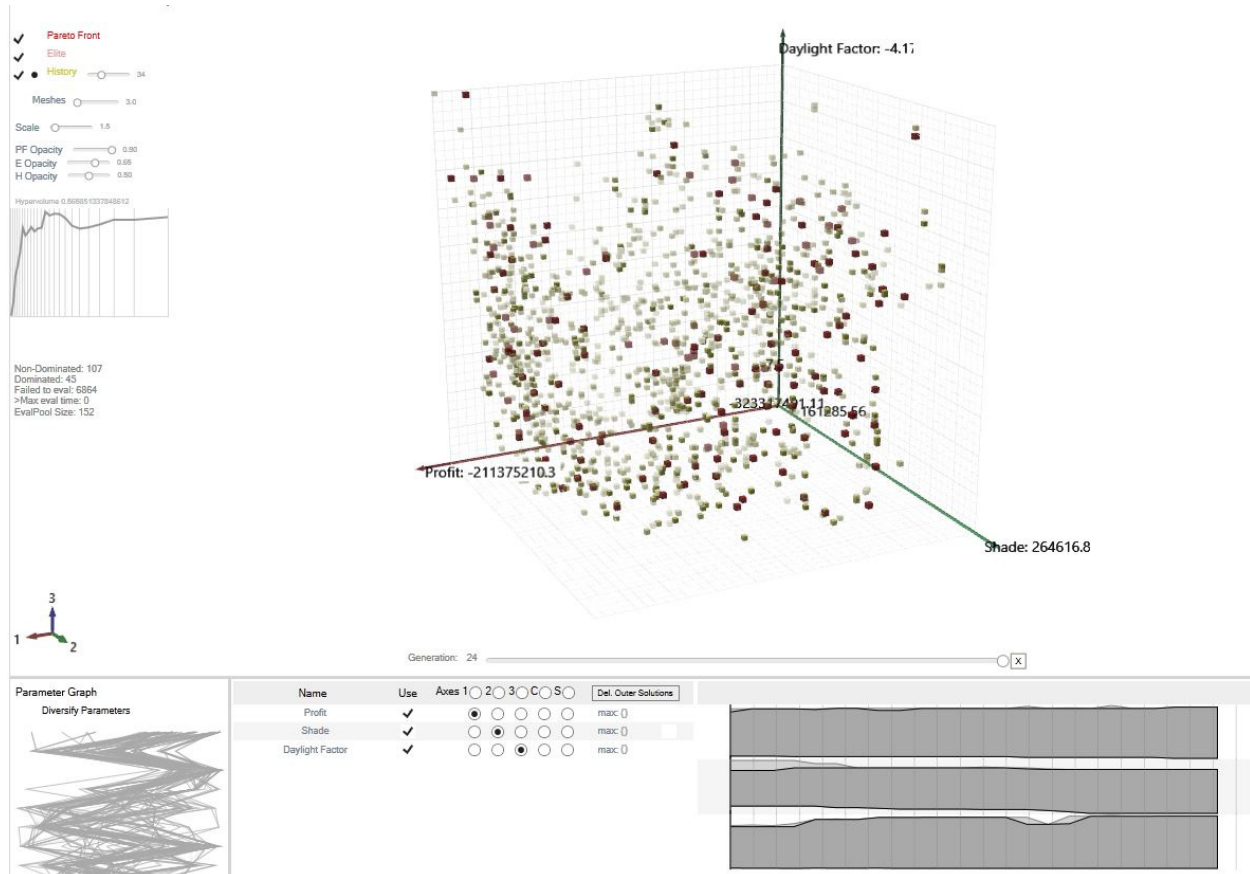 Pareto Front
Elite
History 34
Meshes 3.0
Scale 1.5
PF Opacity 0.90
E Opacity 0.65
H Opacity 0.50
Hypervolume
Non-Dominated: 107
Dominated: 45
Failed to eval: 6864
>Max eval time: 0
EvalPool Size: 152
Daylight Factor: -4.17
-323317491.11
161285.56
Profit: -211375210.3
Shade: 264616.8
3
1
2
Generation: 24 X
Parameter Graph
Diversify Parameters
Name Use Axes 1 2 3 C S Del. Outer Solutions
Profit max: ()
Shade max: ()
Daylight Factor max: ()